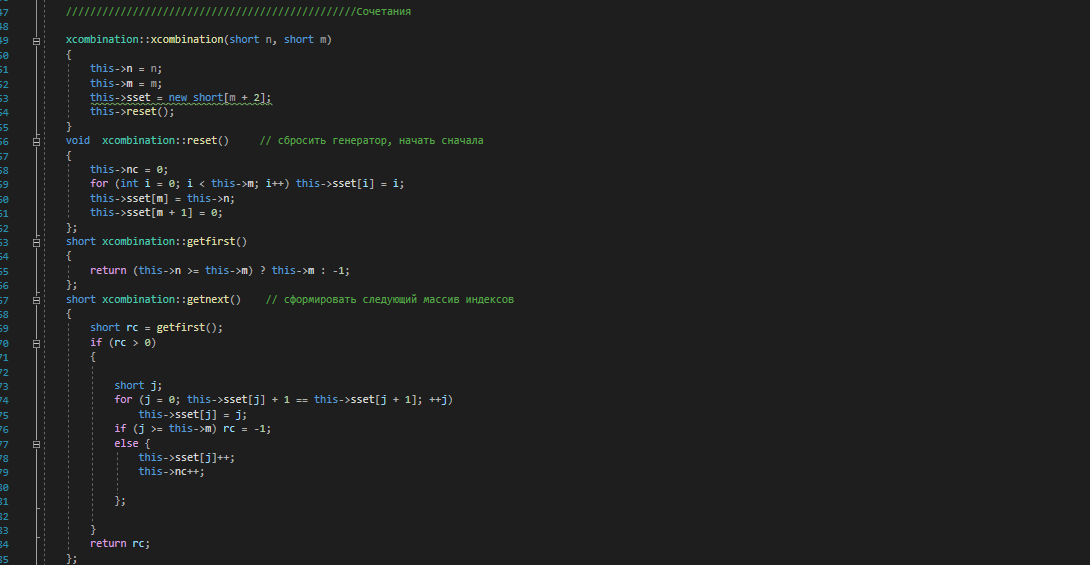 47 ////////////////////////////////////////////////Сочетания
48
49 xcombination::xcombination(short n, short m)
50 {
51 this->n = n;
52 this->m = m;
53 this->sset = new short[m + 2];
54 this->reset();
55 }
56 void  xcombination::reset()     // сбросить генератор, начать сначала
57 {
58 this->nc = 0;
59 for (int i = 0; i < this->m; i++) this->sset[i] = i;
60 this->sset[m] = this->n;
61 this->sset[m + 1] = 0;
62 };
63 short xcombination::getfirst()
64 {
65 return (this->n >= this->m) ? this->m : -1;
66 };
67 short xcombination::getnext()    // сформировать следующий массив индексов
68 {
69 short rc = getfirst();
70 if (rc > 0)
71 {
72
73 short j;
74 for (j = 0; this->sset[j] + 1 == this->sset[j + 1]; ++j)
75 this->sset[j] = j;
76 if (j >= this->m) rc = -1;
77 else {
78 this->sset[j]++;
79 this->nc++;
80
81 };
82
83 }
84 return rc;
85 };